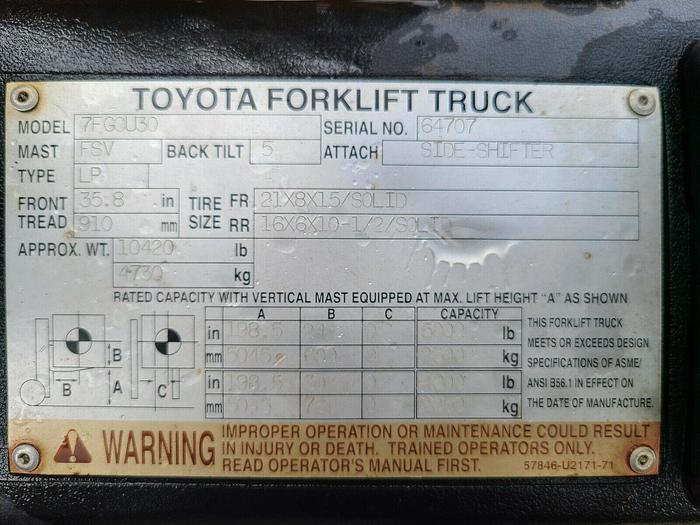 TOYOTA FORKLIFT TRUCK
MODEL 7FGCU30 SERIAL NO. 64707
MAST FSV BACK TILT 5 ATTACH SIDE-SHIFTER
TYPE LP
FRONT 35.8 in TIRE FR 21X8X15/SOLID
TREAD 910 mm SIZE RR 16X6X10-1/2/SOLID
APPROX. WT. 10420 lb
4730 kg
RATED CAPACITY WITH VERTICAL MAST EQUIPPED AT MAX. LIFT HEIGHT "A" AS SHOWN
A B C CAPACITY
in 198.5 24 lb
mm 600 kg
in 198.5 lb
mm kg
B
B A C
THIS FORKLIFT TRUCK
MEETS OR EXCEEDS DESIGN
SPECIFICATIONS OF ASME/
ANSI B56.1 IN EFFECT ON
THE DATE OF MANUFACTURE.
WARNING
IMPROPER OPERATION OR MAINTENANCE COULD RESULT
IN INJURY OR DEATH. TRAINED OPERATORS ONLY.
READ OPERATOR'S MANUAL FIRST.
57846-U2171-71